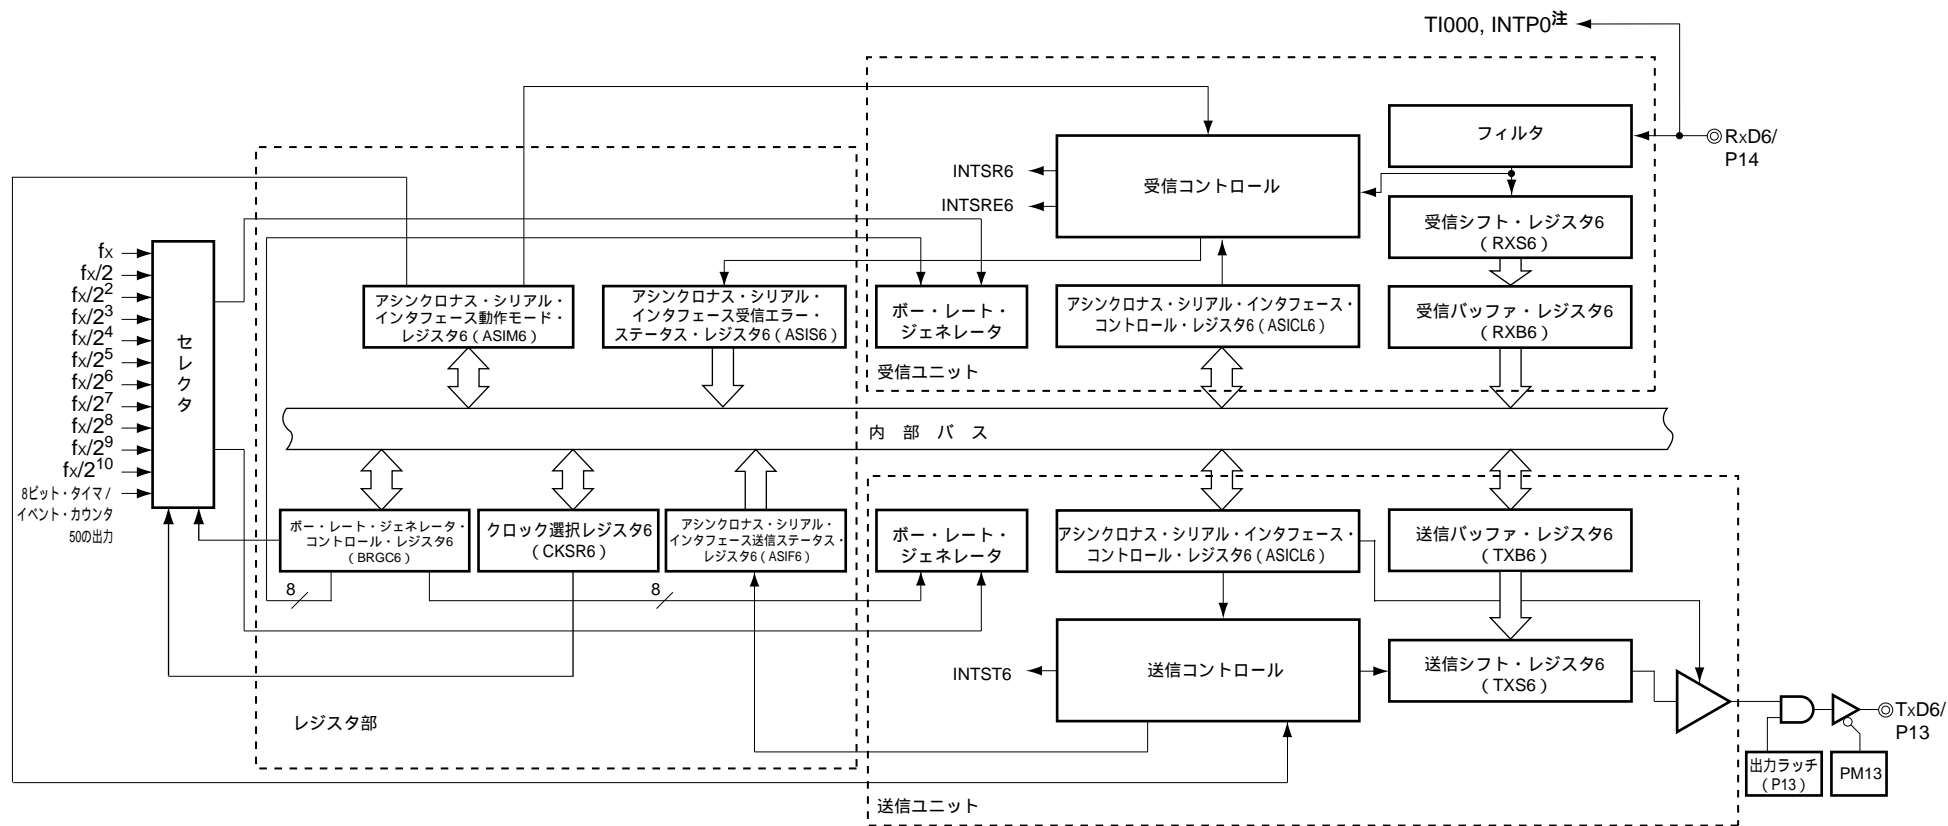 TI000, INTP0注
フィルタ
RxD6/
P14
受信コントロール
INTSR6
INTSRE6
受信シフト・レジスタ6
(RXS6)
fx
fx/2
fx/2²
fx/2³
fx/2⁴
fx/2⁵
fx/2⁶
fx/2⁷
fx/2⁸
fx/2⁹
fx/2¹⁰
8ビット・タイマ/
イベント・カウンタ
50の出力
セレクタ
アシンクロナス・シリアル・
インタフェース動作モード・
レジスタ6(ASIM6)
アシンクロナス・シリアル・
インタフェース受信エラー・
ステータス・レジスタ6(ASIS6)
ボー・レート・
ジェネレータ
アシンクロナス・シリアル・インタフェース・
コントロール・レジスタ6(ASICL6)
受信バッファ・レジスタ6
(RXB6)
受信ユニット
内 部 バ ス
ボー・レート・ジェネレータ・
コントロール・レジスタ6
(BRGC6)
クロック選択レジスタ6
(CKSR6)
アシンクロナス・シリアル・
インタフェース送信ステータス・
レジスタ6(ASIF6)
ボー・レート・
ジェネレータ
アシンクロナス・シリアル・インタフェース・
コントロール・レジスタ6(ASICL6)
送信バッファ・レジスタ6
(TXB6)
8
8
INTST6
送信コントロール
送信シフト・レジスタ6
(TXS6)
レジスタ部
TxD6/
P13
出力ラッチ
(P13)
PM13
送信ユニット